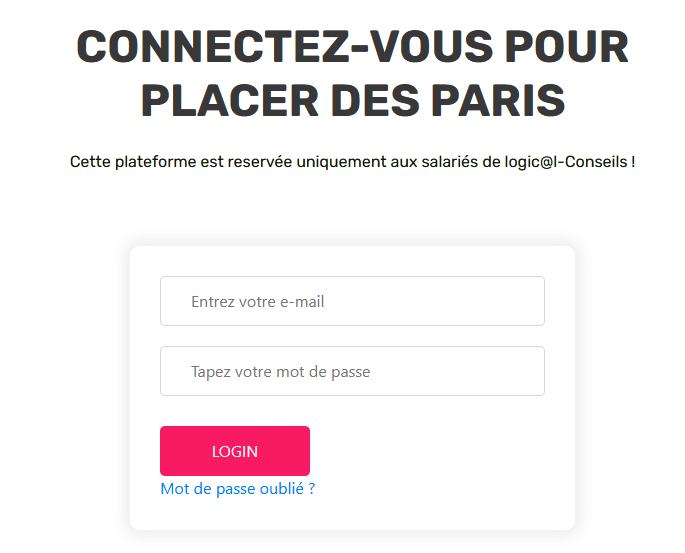 CONNECTEZ-VOUS POUR
PLACER DES PARIS
Cette plateforme est reservée uniquement aux salariés de logic@l-Conseils !
Entrez votre e-mail
Tapez votre mot de passe
LOGIN
Mot de passe oublié ?